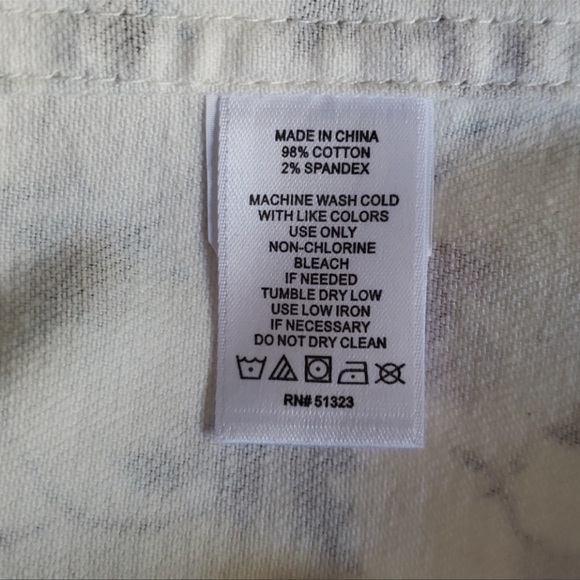 MADE IN CHINA
98% COTTON
2% SPANDEX
MACHINE WASH COLD
WITH LIKE COLORS
USE ONLY
NON-CHLORINE
BLEACH
IF NEEDED
TUMBLE DRY LOW
USE LOW IRON
IF NECESSARY
DO NOT DRY CLEAN
RN# 51323